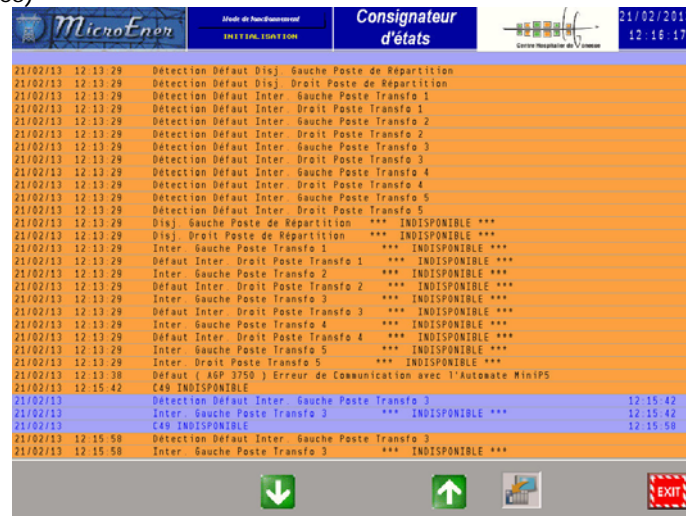 es)
MicroEner
Mode de fonctionnement
INITIALISATION
Consignateur
d'états
Centre Hospitalier de Gonesse
21/02/201
12:16:17
21/02/13 12:13:29 Détection Défaut Disj. Gauche Poste de Répartition
21/02/13 12:13:29 Détection Défaut Disj. Droit Poste de Répartition
21/02/13 12:13:29 Détection Défaut Inter. Gauche Poste Transfo 1
21/02/13 12:13:29 Détection Défaut Inter. Droit Poste Transfo 1
21/02/13 12:13:29 Détection Défaut Inter. Gauche Poste Transfo 2
21/02/13 12:13:29 Détection Défaut Inter. Droit Poste Transfo 2
21/02/13 12:13:29 Détection Défaut Inter. Gauche Poste Transfo 3
21/02/13 12:13:29 Détection Défaut Inter. Droit Poste Transfo 3
21/02/13 12:13:29 Détection Défaut Inter. Gauche Poste Transfo 4
21/02/13 12:13:29 Détection Défaut Inter. Droit Poste Transfo 4
21/02/13 12:13:29 Détection Défaut Inter. Gauche Poste Transfo 5
21/02/13 12:13:29 Détection Défaut Inter. Droit Poste Transfo 5
21/02/13 12:13:29 Disj. Gauche Poste de Répartition *** INDISPONIBLE ***
21/02/13 12:13:29 Disj. Droit Poste de Répartition *** INDISPONIBLE ***
21/02/13 12:13:29 Inter. Gauche Poste Transfo 1 *** INDISPONIBLE ***
21/02/13 12:13:29 Défaut Inter. Droit Poste Transfo 1 *** INDISPONIBLE ***
21/02/13 12:13:29 Inter. Gauche Poste Transfo 2 *** INDISPONIBLE ***
21/02/13 12:13:29 Défaut Inter. Droit Poste Transfo 2 *** INDISPONIBLE ***
21/02/13 12:13:29 Inter. Gauche Poste Transfo 3 *** INDISPONIBLE ***
21/02/13 12:13:29 Défaut Inter. Droit Poste Transfo 3 *** INDISPONIBLE ***
21/02/13 12:13:29 Inter. Gauche Poste Transfo 4 *** INDISPONIBLE ***
21/02/13 12:13:29 Défaut Inter. Droit Poste Transfo 4 *** INDISPONIBLE ***
21/02/13 12:13:29 Inter. Gauche Poste Transfo 5 *** INDISPONIBLE ***
21/02/13 12:13:29 Inter. Droit Poste Transfo 5 *** INDISPONIBLE ***
21/02/13 12:13:38 Défaut ( AGP 3750 ) Erreur de Communication avec l'Automate MiniPS
21/02/13 12:15:42 C49 INDISPONIBLE
21/02/13 Détection Défaut Inter. Gauche Poste Transfo 3 12:15:42
21/02/13 Inter. Gauche Poste Transfo 3 *** INDISPONIBLE *** 12:15:42
21/02/13 C49 INDISPONIBLE 12:15:58
21/02/13 12:15:58 Détection Défaut Inter. Gauche Poste Transfo 3
21/02/13 12:15:58 Inter. Gauche Poste Transfo 3 *** INDISPONIBLE ***
EXIT